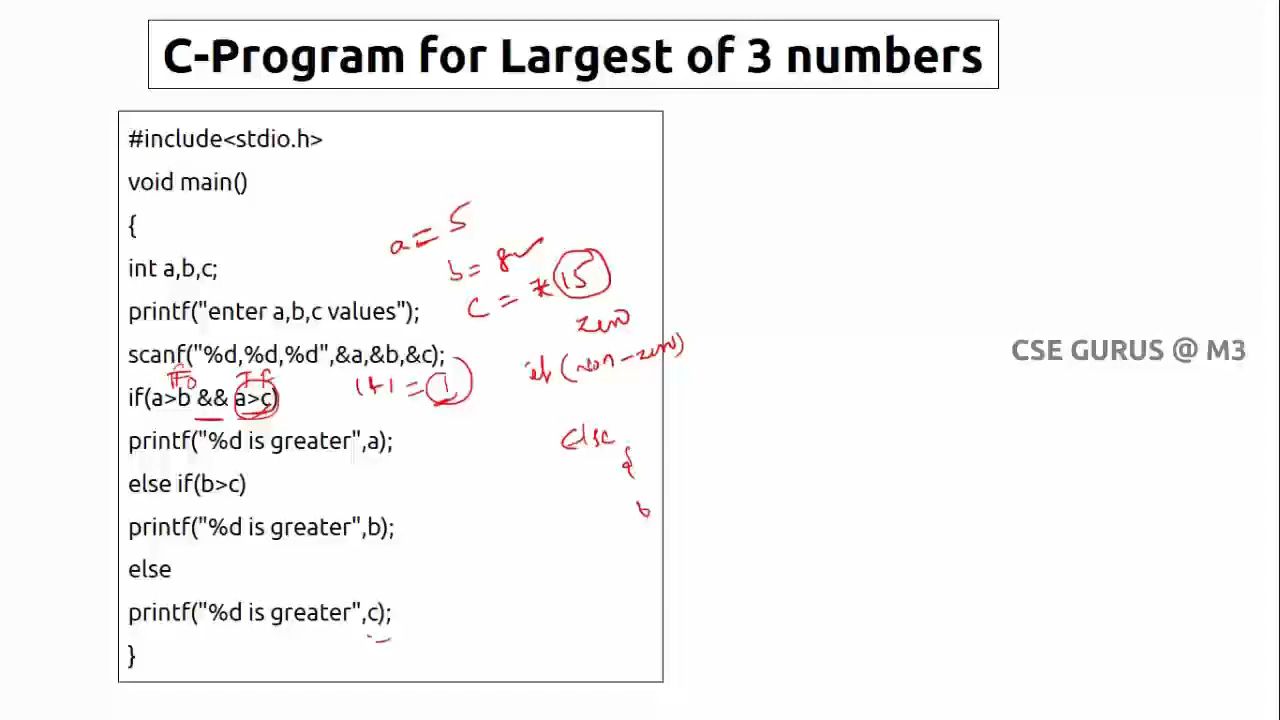 C-Program for Largest of 3 numbers
#include<stdio.h>
void main()
{
int a,b,c;
printf("enter a,b,c values");
scanf("%d,%d,%d",&a,&b,&c);
if(a>b && a>c)
printf("%d is greater",a);
else if(b>c)
printf("%d is greater",b);
else
printf("%d is greater",c);
}
a = 5
b = 8
c = 15
zero
(non-zero)
1 = 1
else
{
b
CSE GURUS @ M3